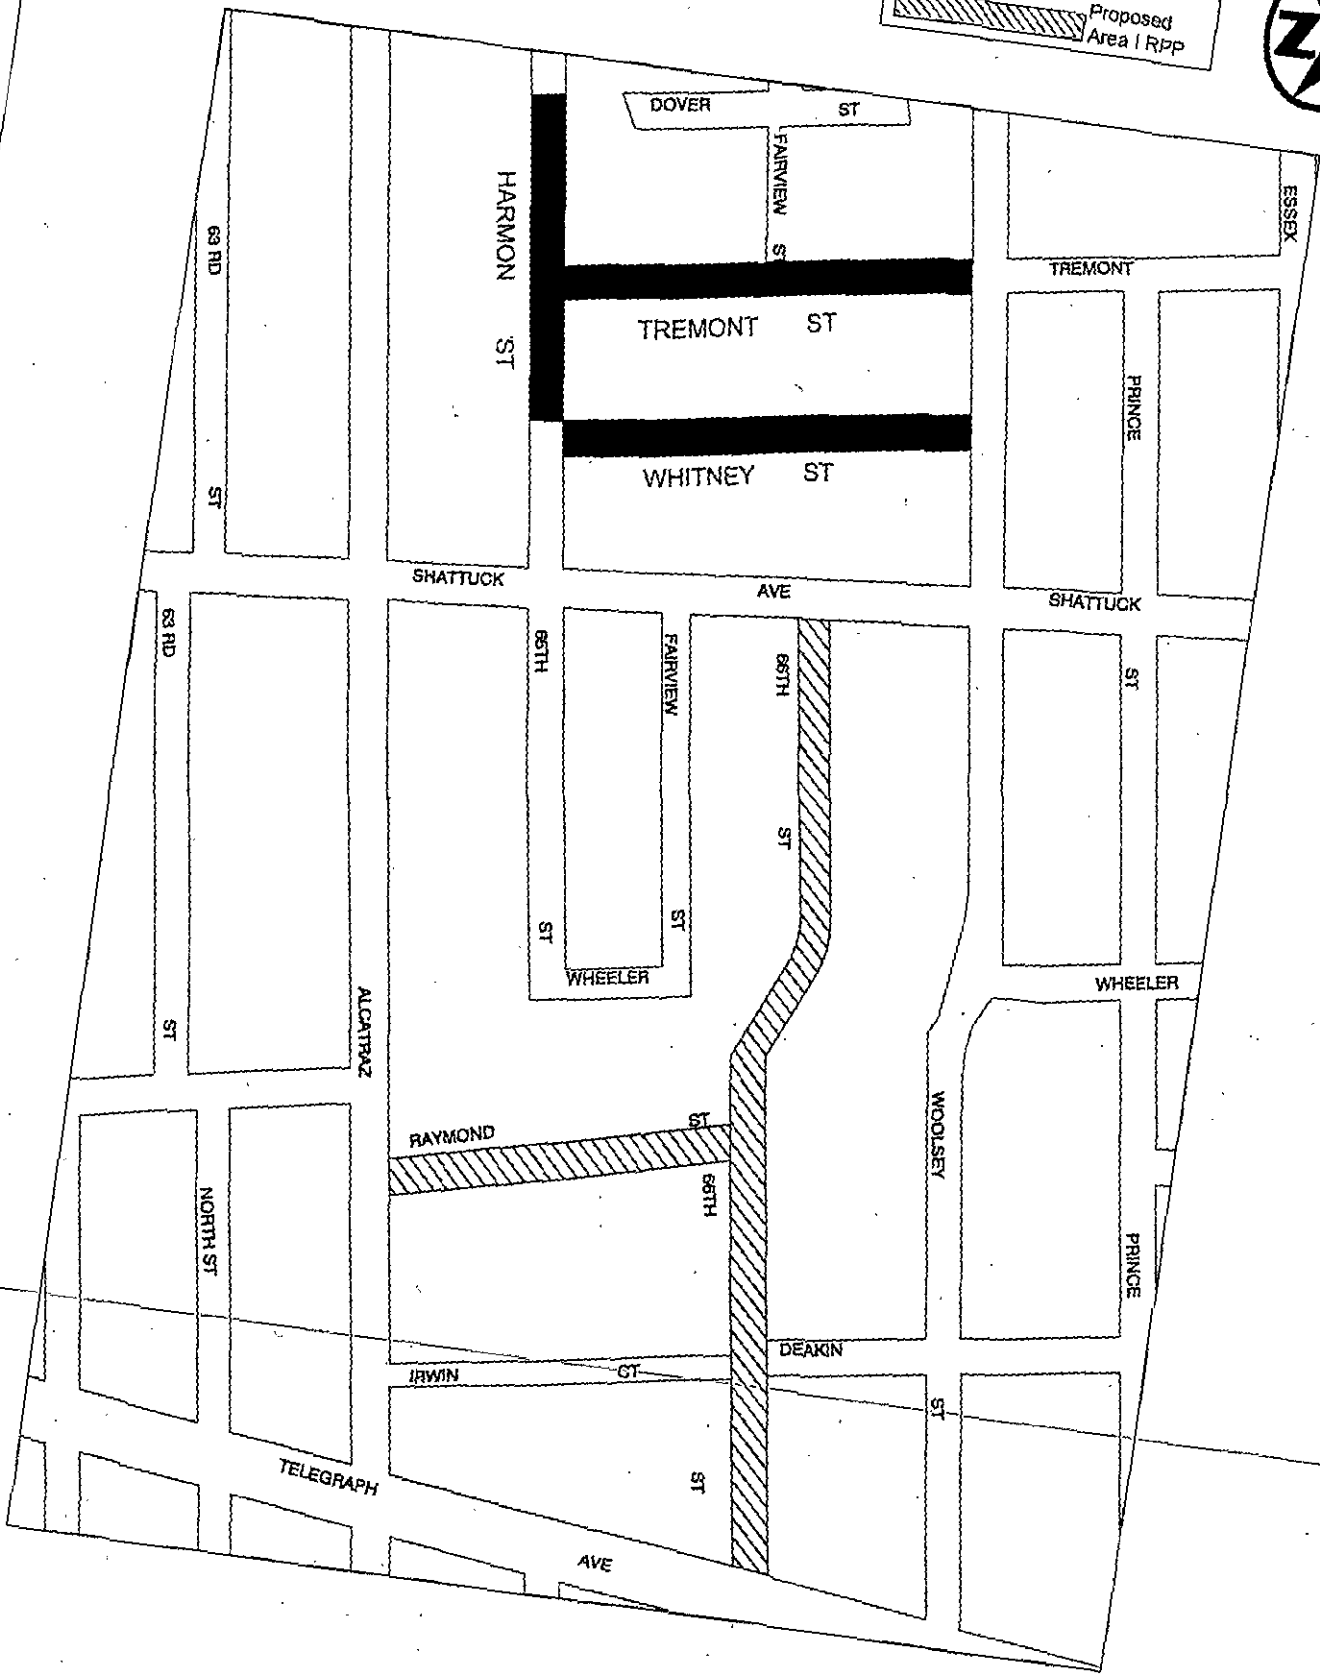 Proposed
Area I RPP
N
DOVER ST
FAIRVIEW ST
ESSEX
HARMON ST
63 RD ST
TREMONT
TREMONT ST
PRINCE
WHITNEY ST
SHATTUCK AVE
SHATTUCK
63 RD ST
65TH ST
FAIRVIEW ST
66TH ST
ST
WHEELER
WHEELER
ALCATRAZ
RAYMOND ST
66TH ST
WOOLSEY ST
NORTH ST
PRINCE
DEAKIN
IRWIN CT
TELEGRAPH AVE